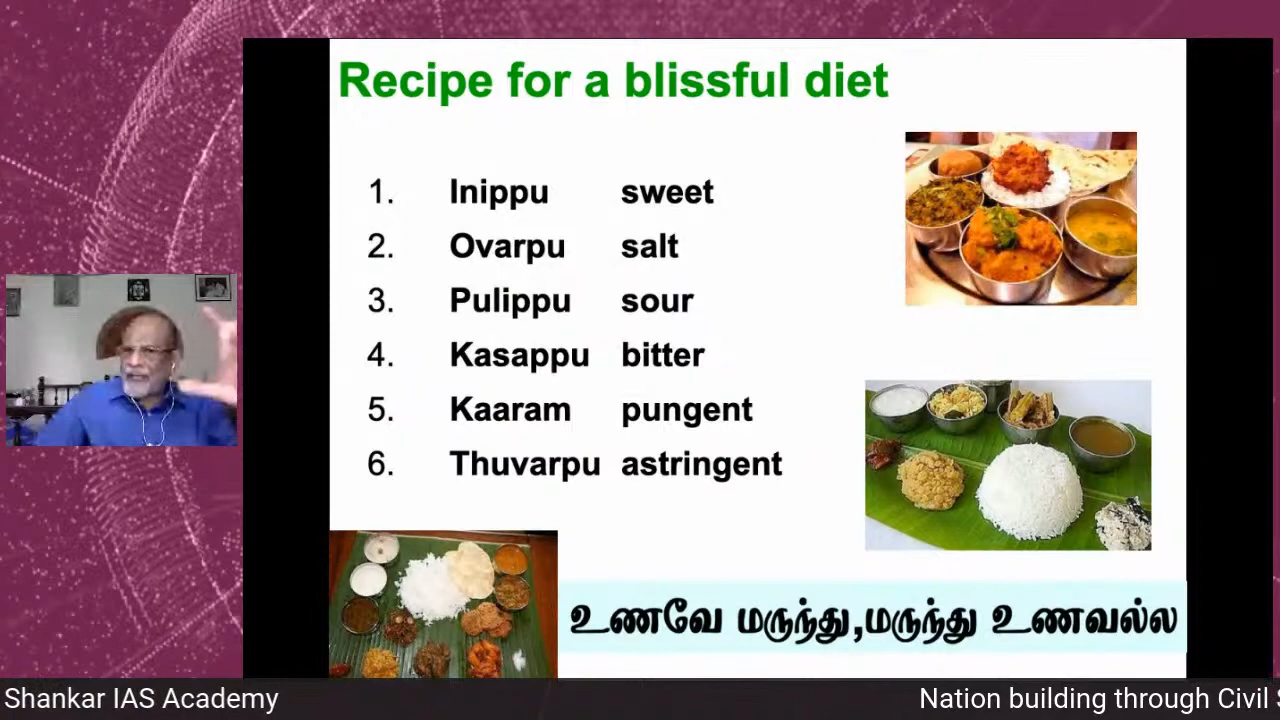 Recipe for a blissful diet
1. Inippu sweet
2. Ovarpu salt
3. Pulippu sour
4. Kasappu bitter
5. Kaaram pungent
6. Thuvarpu astringent
உணவே மருந்து,மருந்து உணவல்ல
Shankar IAS Academy
Nation building through Civil